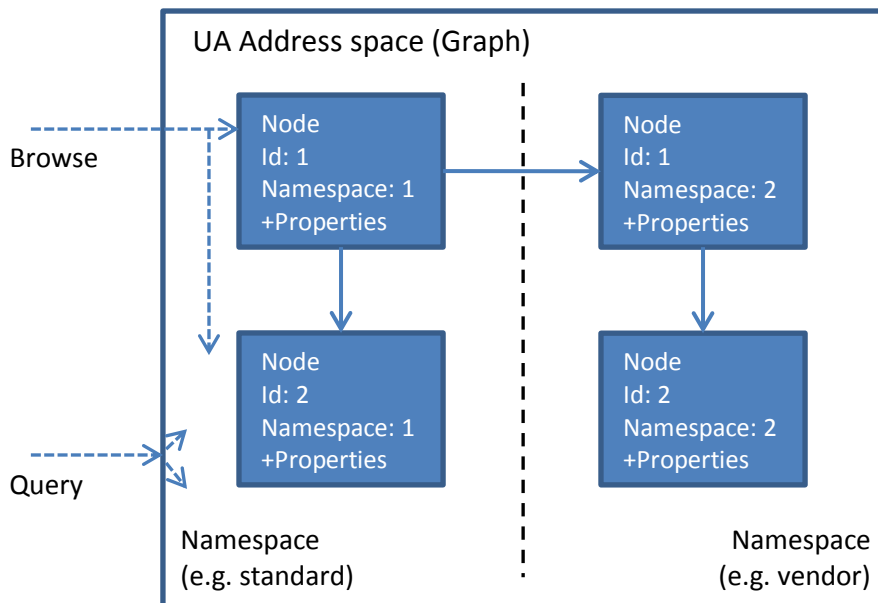 UA Address space (Graph)
Browse
Node
Id: 1
Namespace: 1
+Properties
Node
Id: 1
Namespace: 2
+Properties
Node
Id: 2
Namespace: 1
+Properties
Node
Id: 2
Namespace: 2
+Properties
Query
Namespace
(e.g. standard)
Namespace
(e.g. vendor)